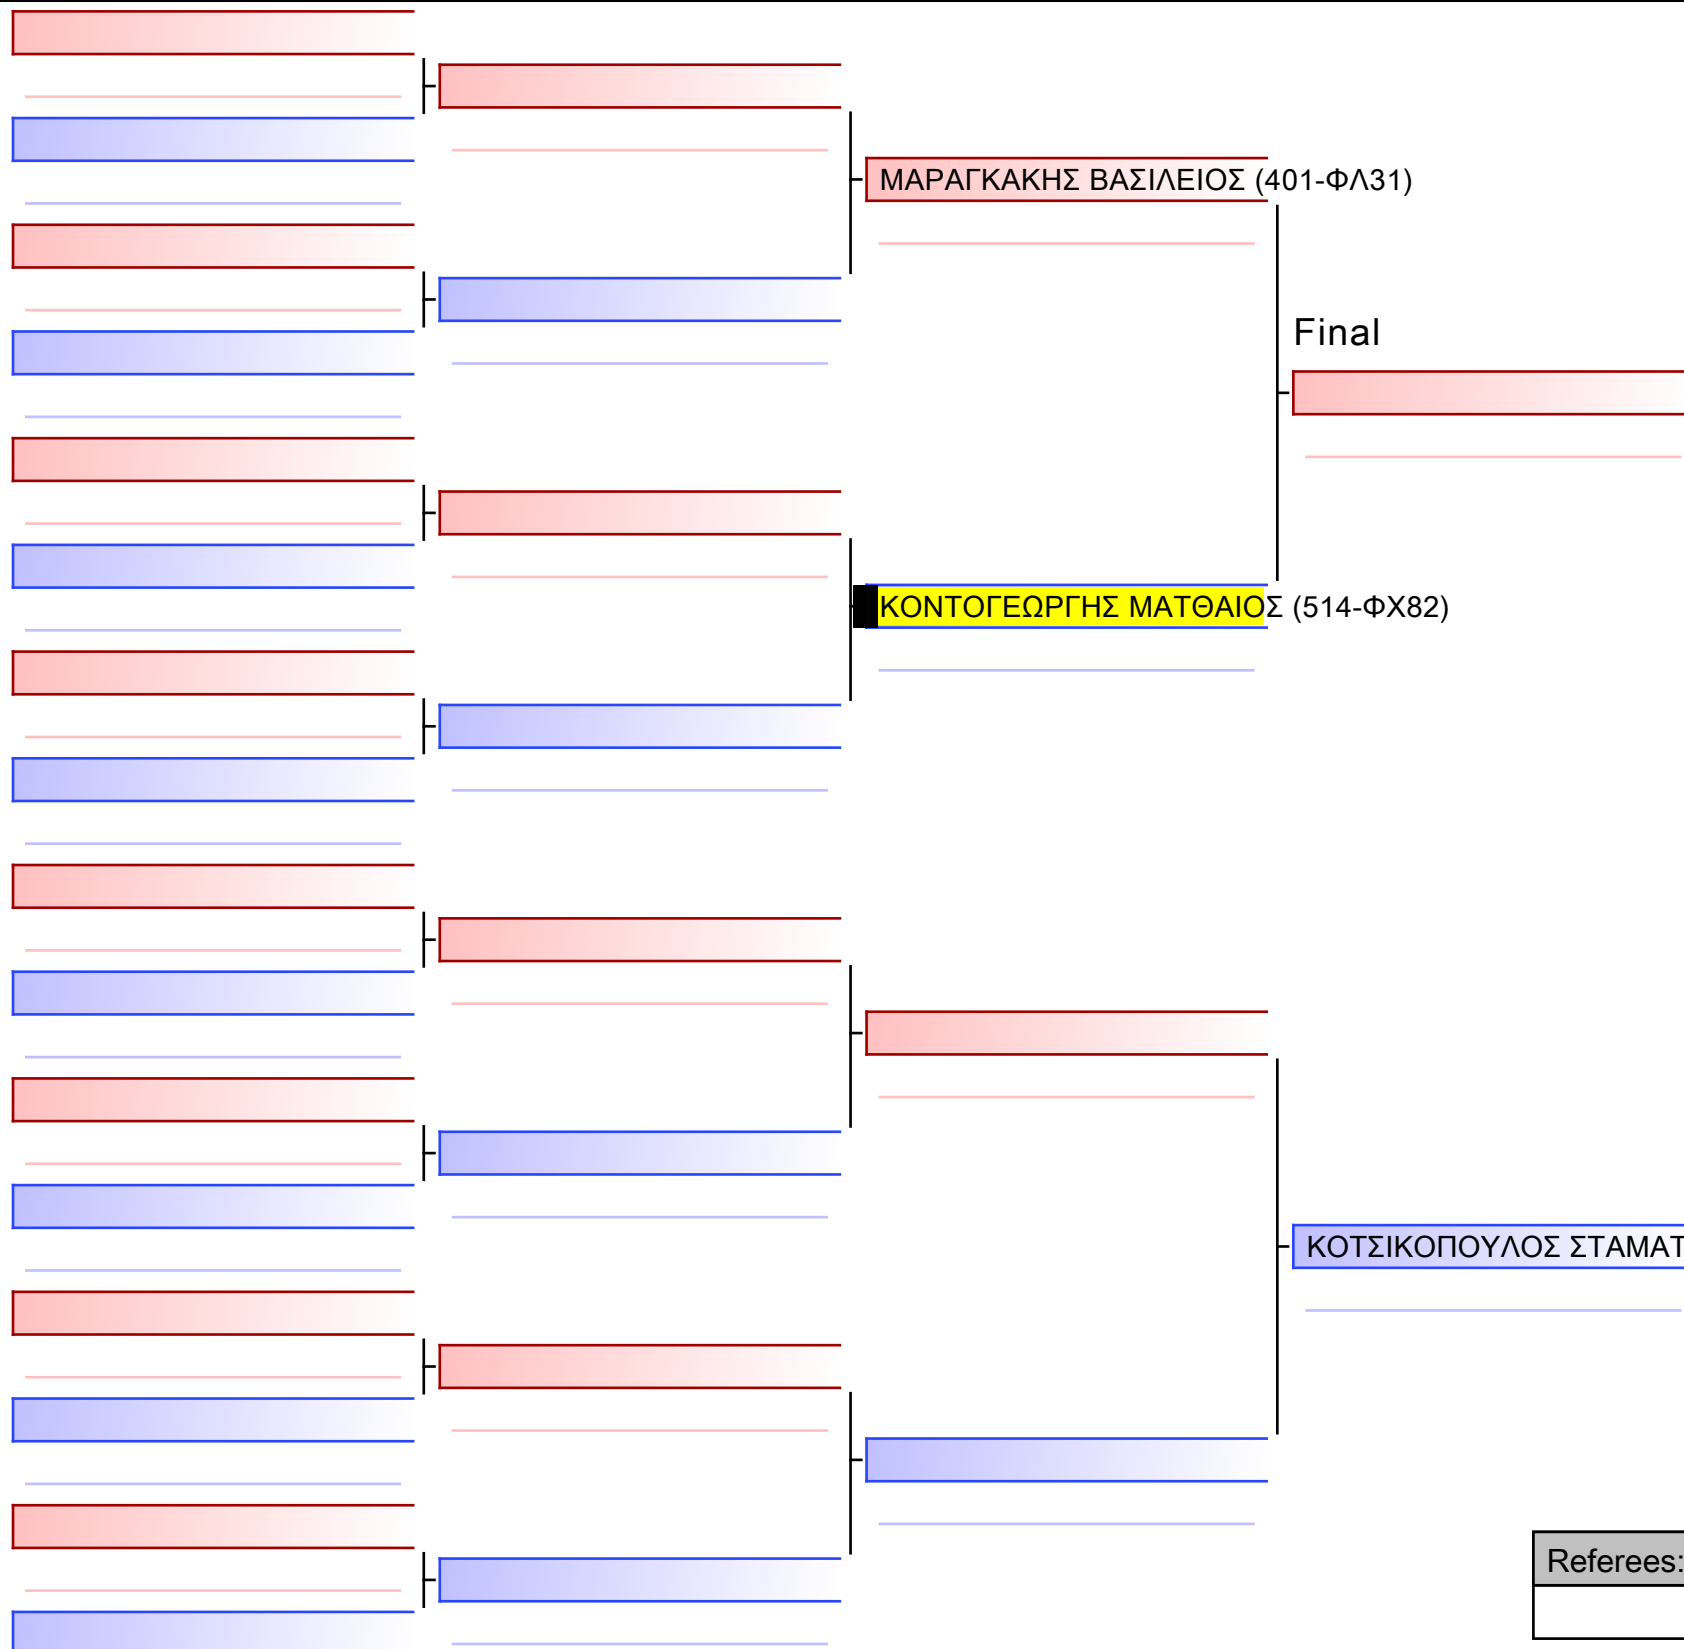 ΜΑΡΑΓΚΑΚΗΣ ΒΑΣΙΛΕΙΟΣ (401-ΦΛ31)
Final
ΚΟΝΤΟΓΕΩΡΓΗΣ ΜΑΤΘΑΙΟΣ (514-ΦΧ82)
ΚΟΤΣΙΚΟΠΟΥΛΟΣ ΣΤΑΜΑΤ
Referees: